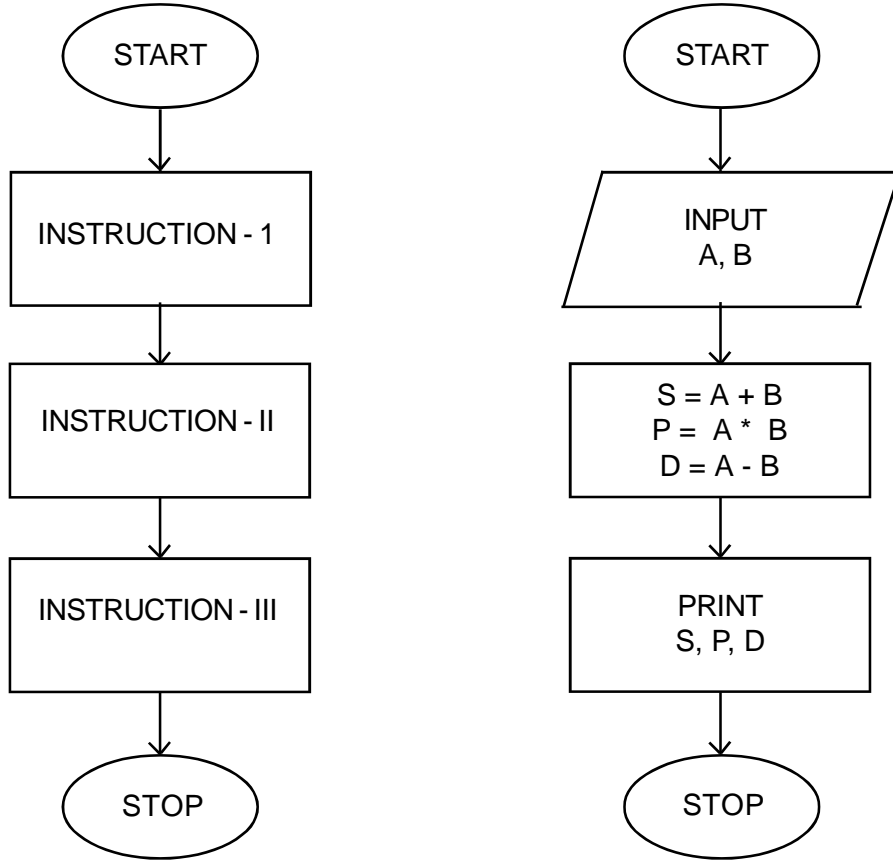 START
INSTRUCTION - 1
INSTRUCTION - II
INSTRUCTION - III
STOP
START
INPUT
A, B
S = A + B
P = A * B
D = A - B
PRINT
S, P, D
STOP